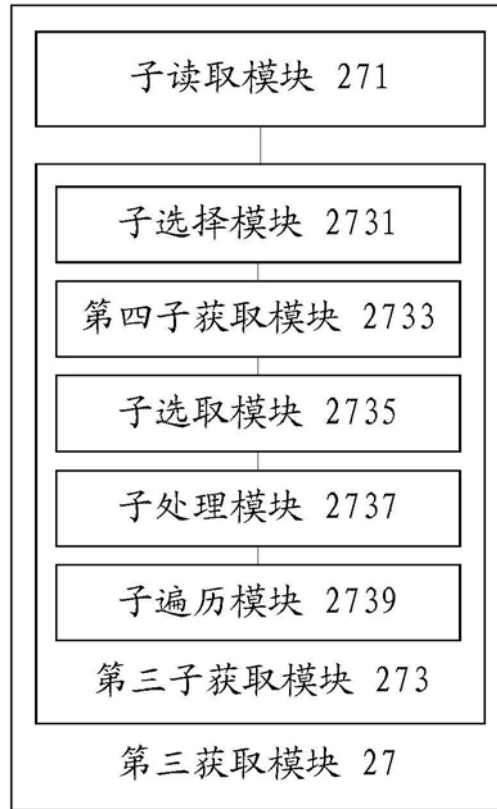 子读取模块 271
子选择模块 2731
第四子获取模块 2733
子选取模块 2735
子处理模块 2737
子遍历模块 2739
第三子获取模块 273
第三获取模块 27